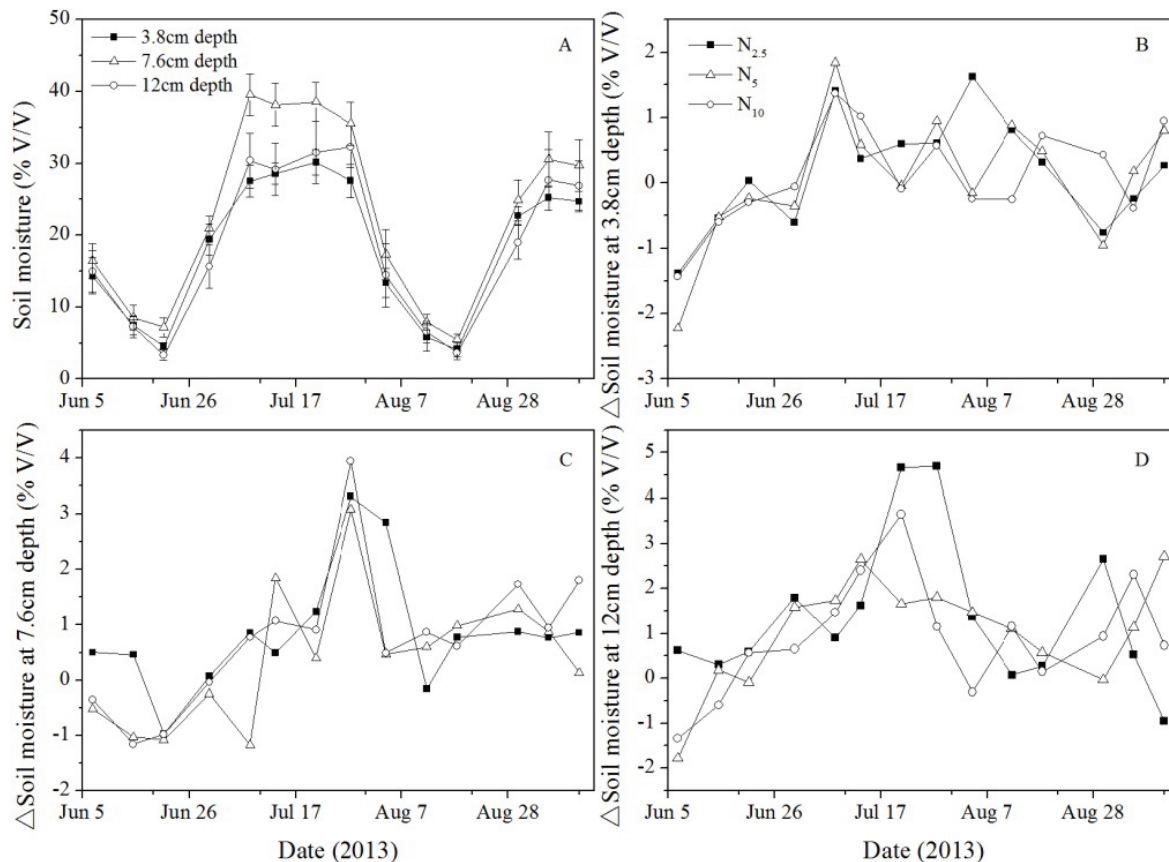 A
3.8cm depth
7.6cm depth
12cm depth
Soil moisture (% V/V)
50
40
30
20
10
0
Jun 5 Jun 26 Jul 17 Aug 7 Aug 28
B
N2.5
N5
N10
△Soil moisture at 3.8cm depth (% V/V)
2
1
0
-1
-2
-3
Jun 5 Jun 26 Jul 17 Aug 7 Aug 28
C
△Soil moisture at 7.6cm depth (% V/V)
4
3
2
1
0
-1
-2
Jun 5 Jun 26 Jul 17 Aug 7 Aug 28
Date (2013)
D
△Soil moisture at 12cm depth (% V/V)
5
4
3
2
1
0
-1
-2
Jun 5 Jun 26 Jul 17 Aug 7 Aug 28
Date (2013)